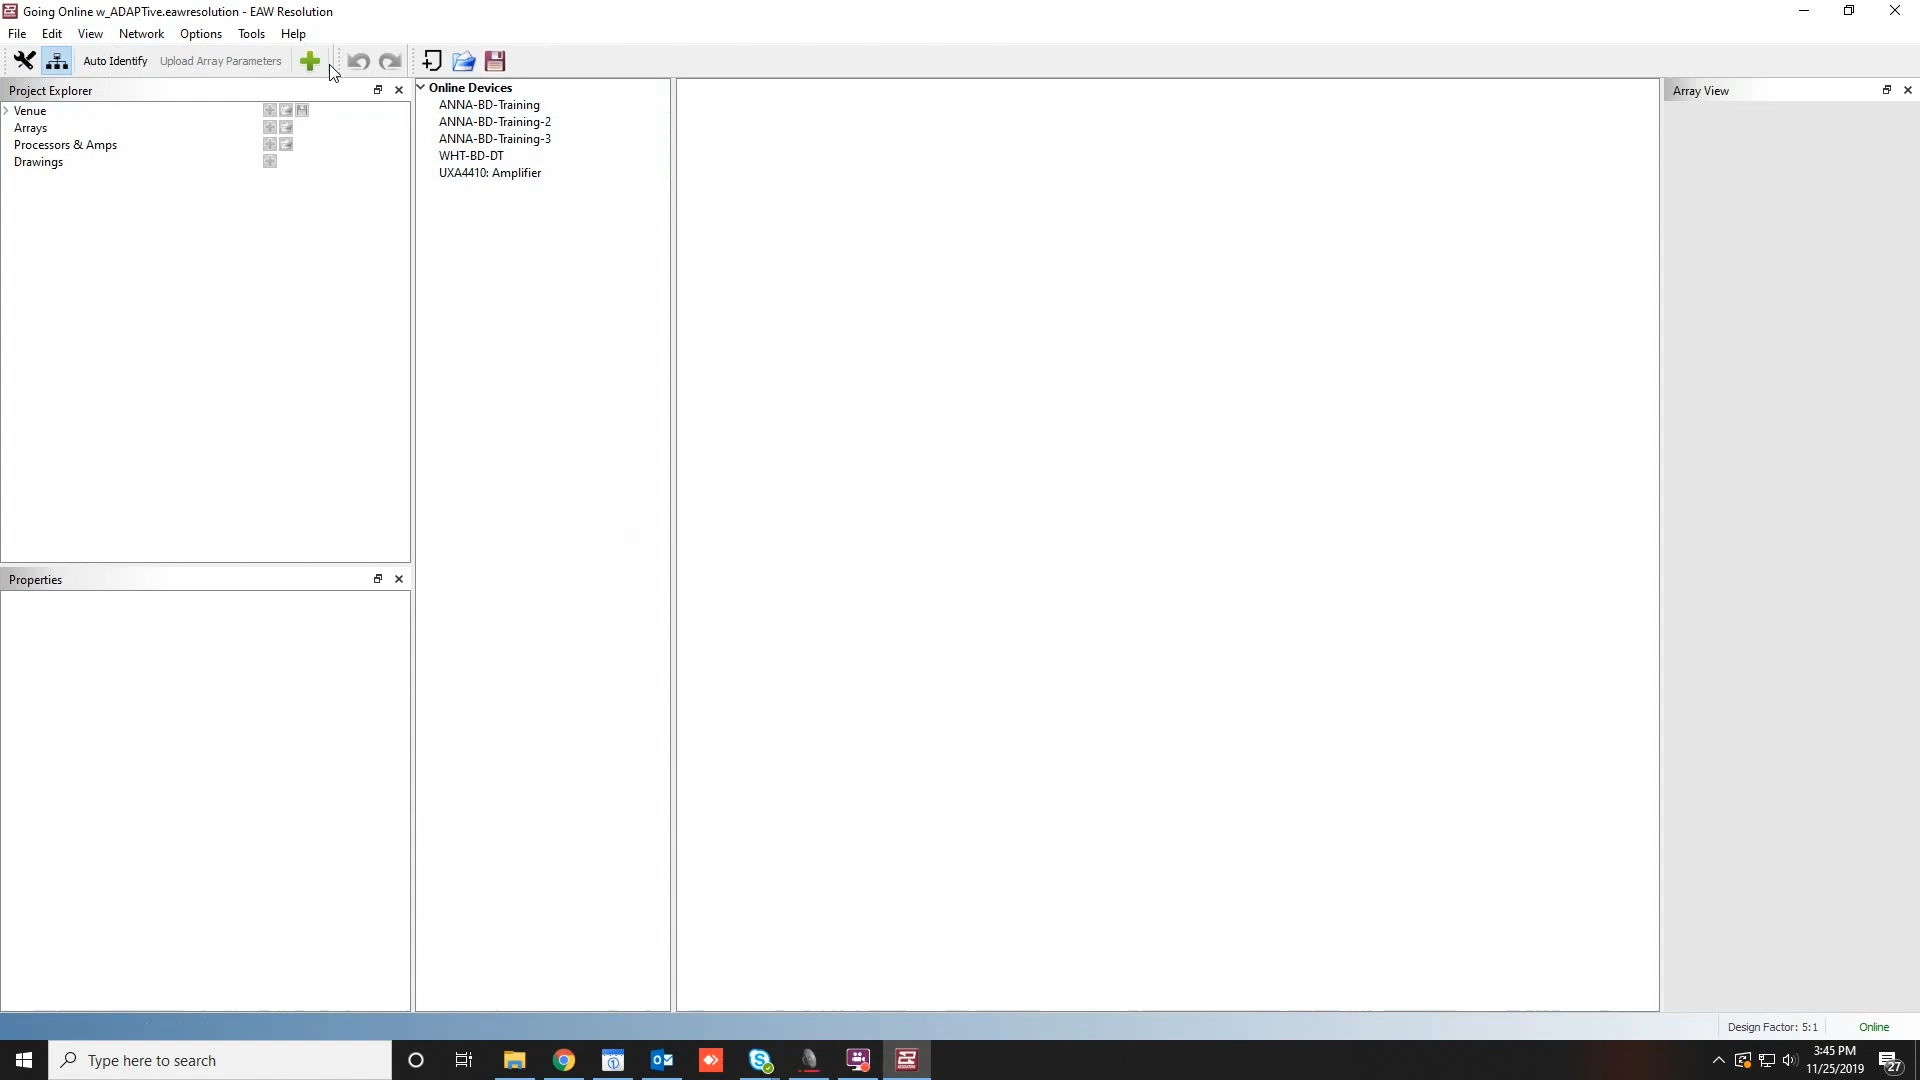 Going Online w_ADAPTive.eawresolution - EAW Resolution
File Edit View Network Options Tools Help
Auto Identify Upload Array Parameters
Project Explorer
Venue
Arrays
Processors & Amps
Drawings
Properties
Online Devices
ANNA-BD-Training
ANNA-BD-Training-2
ANNA-BD-Training-3
WHT-BD-DT
UXA4410: Amplifier
Array View
Design Factor: 5:1 Online
Type here to search
3:45 PM
11/25/2019
27